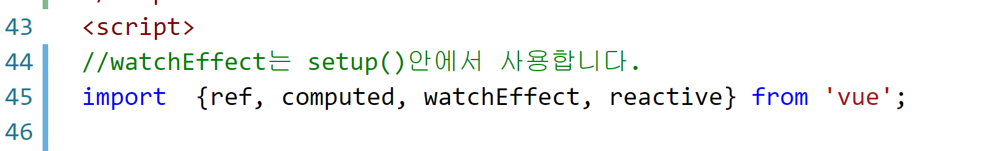 43 <script>
44 //watchEffect는 setup()안에서 사용합니다.
45 import  {ref, computed, watchEffect, reactive} from 'vue';
46